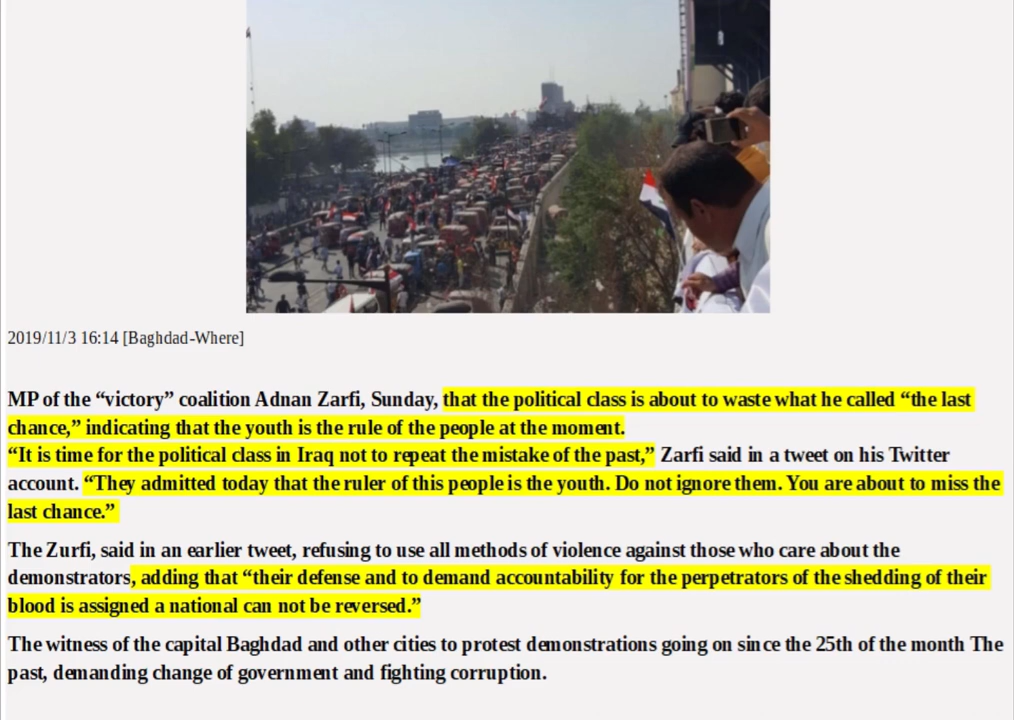 2019/11/3 16:14 [Baghdad-Where]
MP of the “victory” coalition Adnan Zarfi, Sunday, that the political class is about to waste what he called “the last
chance,” indicating that the youth is the rule of the people at the moment.
“It is time for the political class in Iraq not to repeat the mistake of the past,” Zarfi said in a tweet on his Twitter
account. “They admitted today that the ruler of this people is the youth. Do not ignore them. You are about to miss the
last chance.”
The Zurfi, said in an earlier tweet, refusing to use all methods of violence against those who care about the
demonstrators, adding that “their defense and to demand accountability for the perpetrators of the shedding of their
blood is assigned a national can not be reversed.”
The witness of the capital Baghdad and other cities to protest demonstrations going on since the 25th of the month The
past, demanding change of government and fighting corruption.